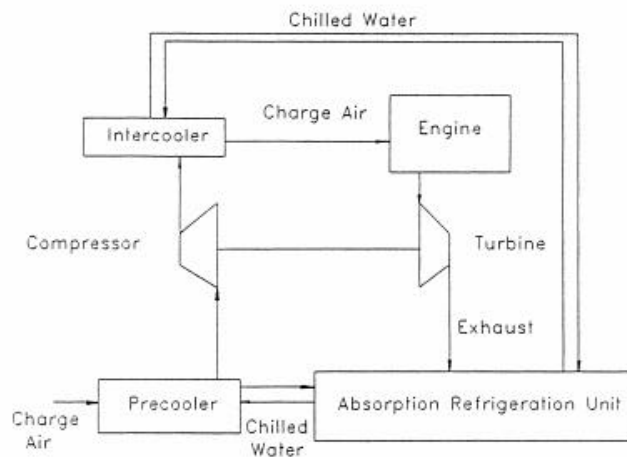 Chilled Water
Charge Air
Intercooler
Engine
Compressor
Turbine
Exhaust
Precooler
Absorption Refrigeration Unit
Charge
Air
Chilled
Water